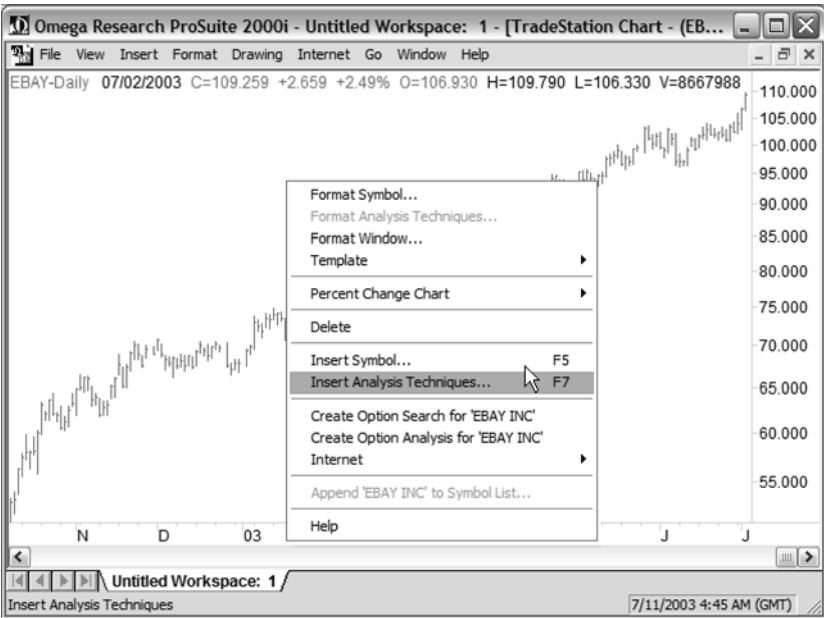 Omega Research ProSuite 2000i - Untitled Workspace: 1 - [TradeStation Chart - (EB...
File View Insert Format Drawing Internet Go Window Help
EBAY-Daily 07/02/2003 C=109.259 +2.659 +2.49% O=106.930 H=109.790 L=106.330 V=8667988
110.000
105.000
100.000
95.000
90.000
85.000
80.000
75.000
70.000
65.000
60.000
55.000
Format Symbol...
Format Analysis Techniques...
Format Window...
Template
Percent Change Chart
Delete
Insert Symbol... F5
Insert Analysis Techniques... F7
Create Option Search for 'EBAY INC'
Create Option Analysis for 'EBAY INC'
Internet
Append 'EBAY INC' to Symbol List...
Help
N D 03 J J
Untitled Workspace: 1
Insert Analysis Techniques 7/11/2003 4:45 AM (GMT)